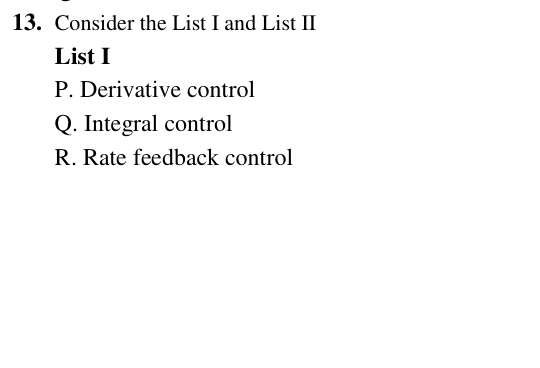 13. Consider the List I and List II
List I
P. Derivative control
Q. Integral control
R. Rate feedback control